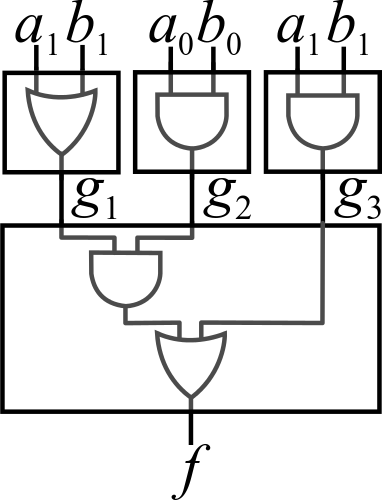 a₁ b₁ a₀ b₀ a₁ b₁
g₁ g₂ g₃
f